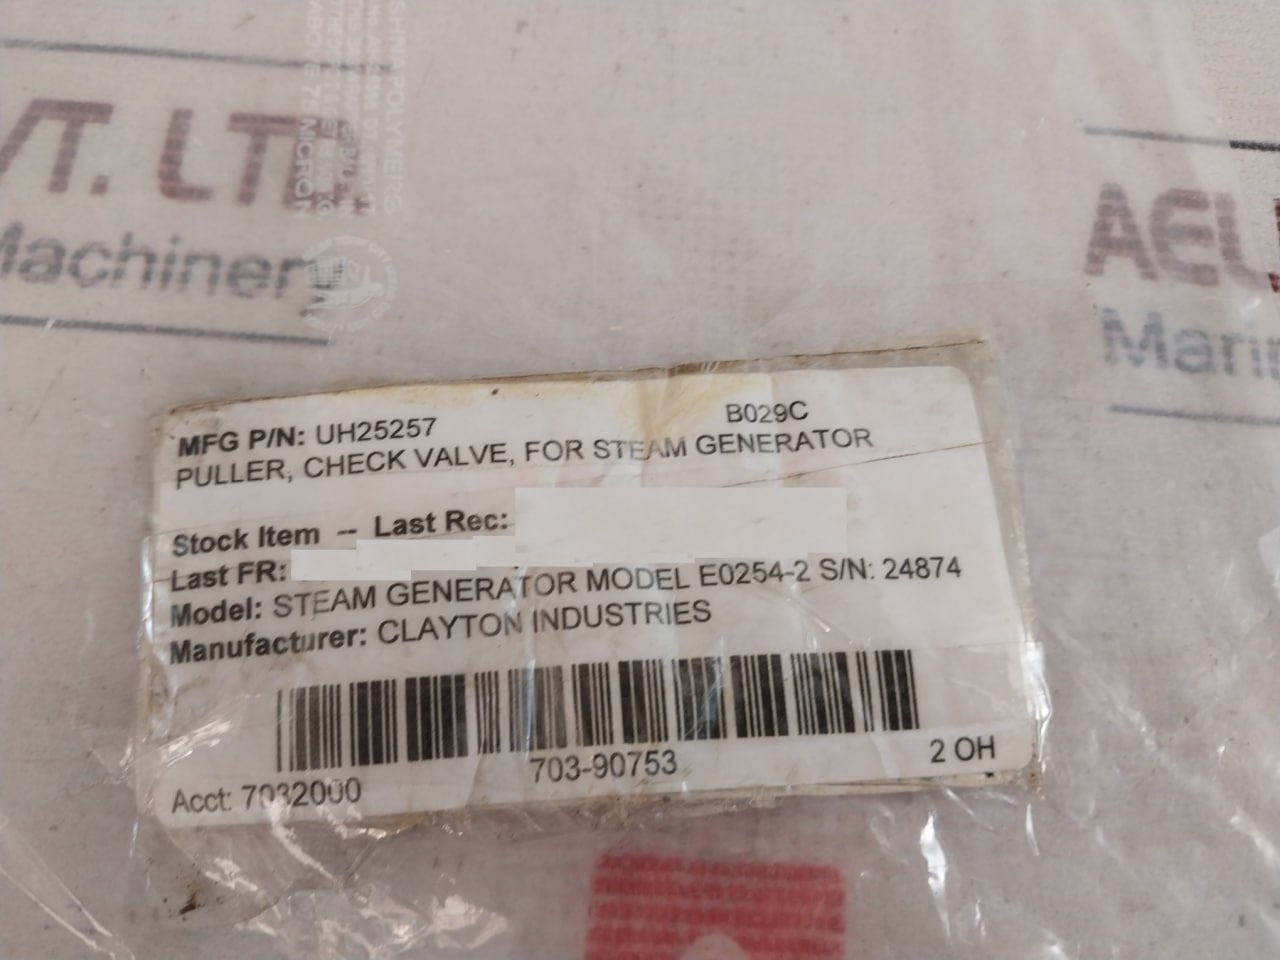 VT. LTD
Machinery
AEL
Marin
MFG P/N: UH25257 B029C
PULLER, CHECK VALVE, FOR STEAM GENERATOR
Stock Item -- Last Rec:
Last FR:
Model: STEAM GENERATOR MODEL E0254-2 S/N: 24874
Manufacturer: CLAYTON INDUSTRIES
703-90753
2 OH
Acct: 7032000